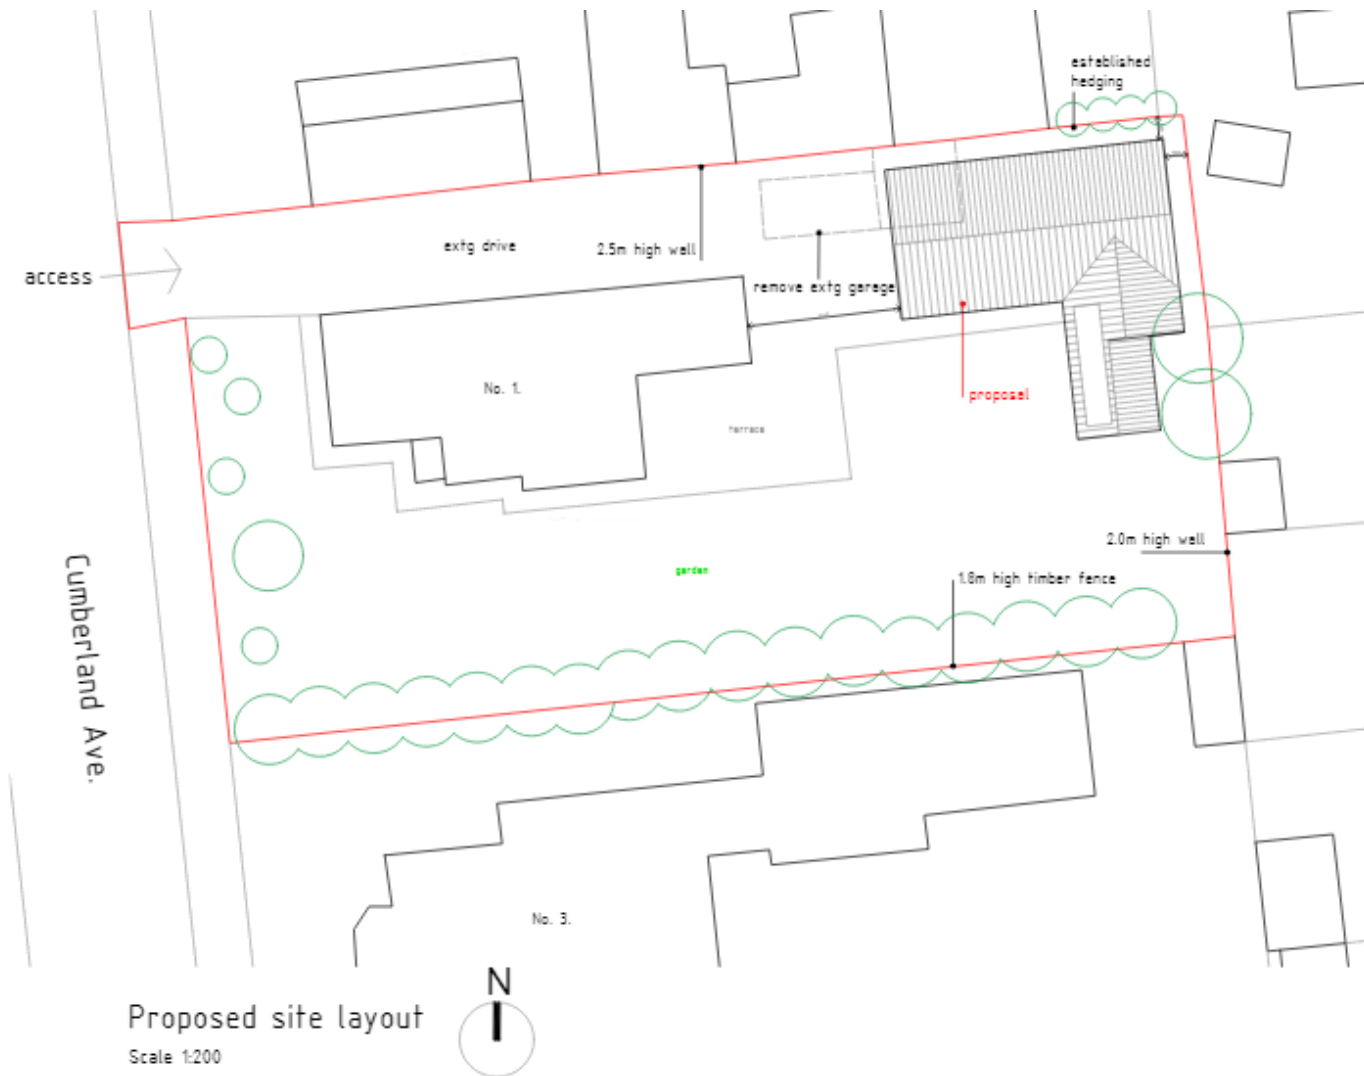 established
hedging
extg drive
2.5m high wall
access
remove extg garage
No. 1.
proposal
terrace
2.0m high wall
garden
1.8m high timber fence
Cumberland Ave.
No. 3.
N
Proposed site layout
Scale 1:200